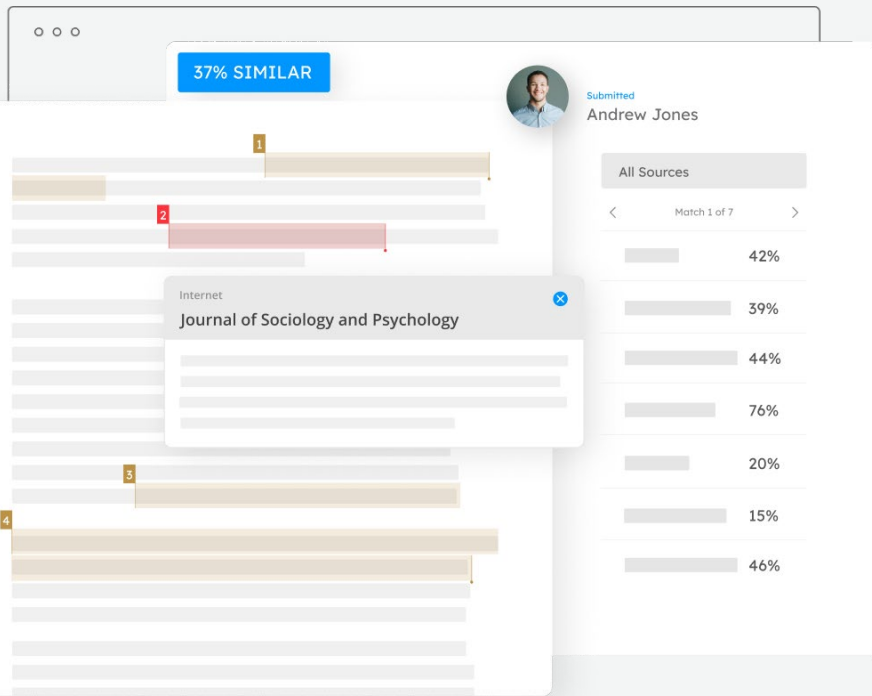 37% SIMILAR
Submitted
Andrew Jones
1
2
3
4
Internet
Journal of Sociology and Psychology
All Sources
Match 1 of 7
42%
39%
44%
76%
20%
15%
46%